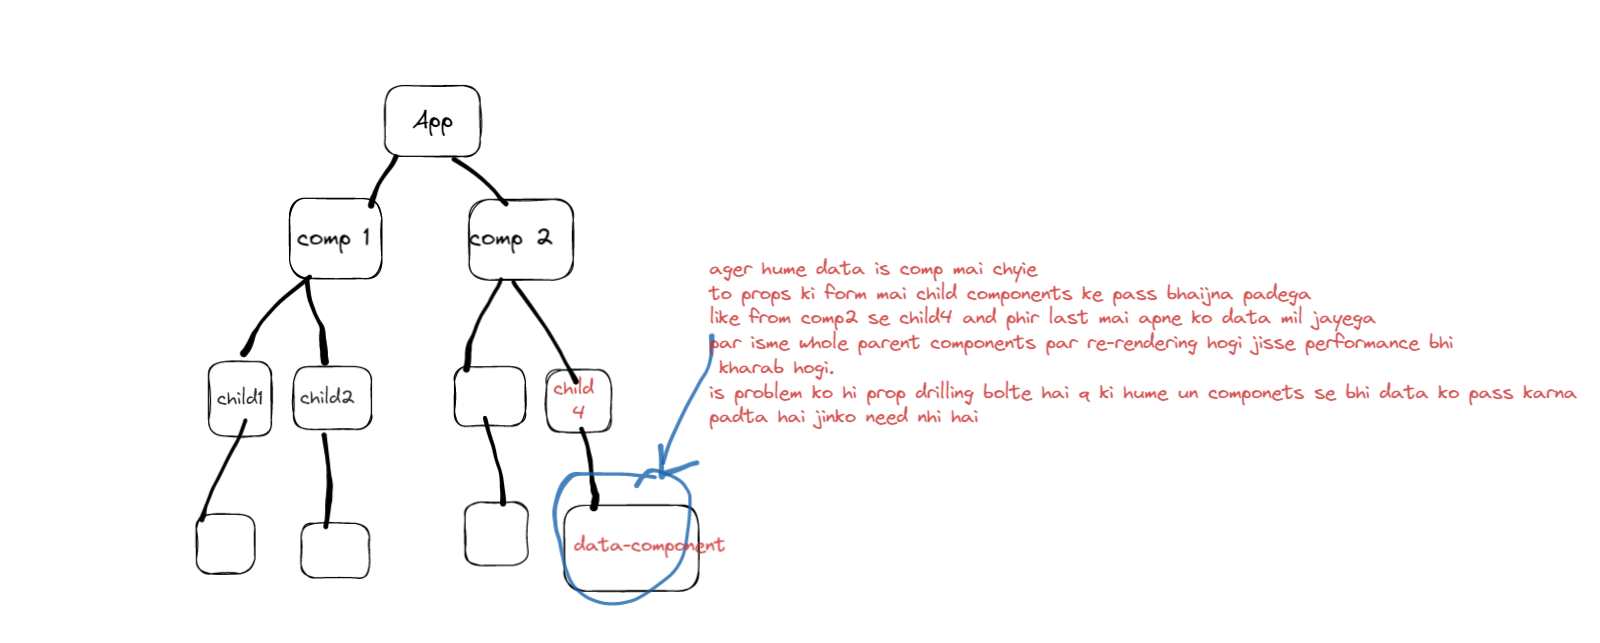 App
comp 1
comp 2
ager hume data is comp mai chyie
to props ki form mai child components ke pass bhaijna padega
like from comp2 se child4 and phir last mai apne ko data mil jayega
par isme whole parent components par re-rendering hogi jisse performance bhi
kharab hogi.
is problem ko hi prop drilling bolte hai q ki hume un componets se bhi data ko pass karna
padta hai jinko need nhi hai
child1
child2
child
4
data-component